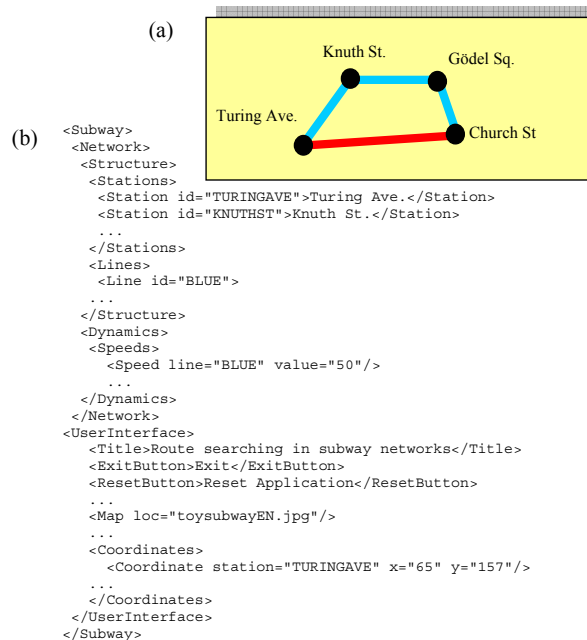 (a)
Knuth St.
Gödel Sq.
Turing Ave.
Church St
(b)
<Subway>
<Network>
<Structure>
<Stations>
<Station id="TURINGAVE">Turing Ave.</Station>
<Station id="KNUTHST">Knuth St.</Station>
...
</Stations>
<Lines>
<Line id="BLUE">
...
</Structure>
<Dynamics>
<Speeds>
<Speed line="BLUE" value="50"/>
...
</Dynamics>
</Network>
<UserInterface>
<Title>Route searching in subway networks</Title>
<ExitButton>Exit</ExitButton>
<ResetButton>Reset Application</ResetButton>
...
<Map loc="toysubwayEN.jpg"/>
...
<Coordinates>
<Coordinate station="TURINGAVE" x="65" y="157"/>
...
</Coordinates>
</UserInterface>
</Subway>